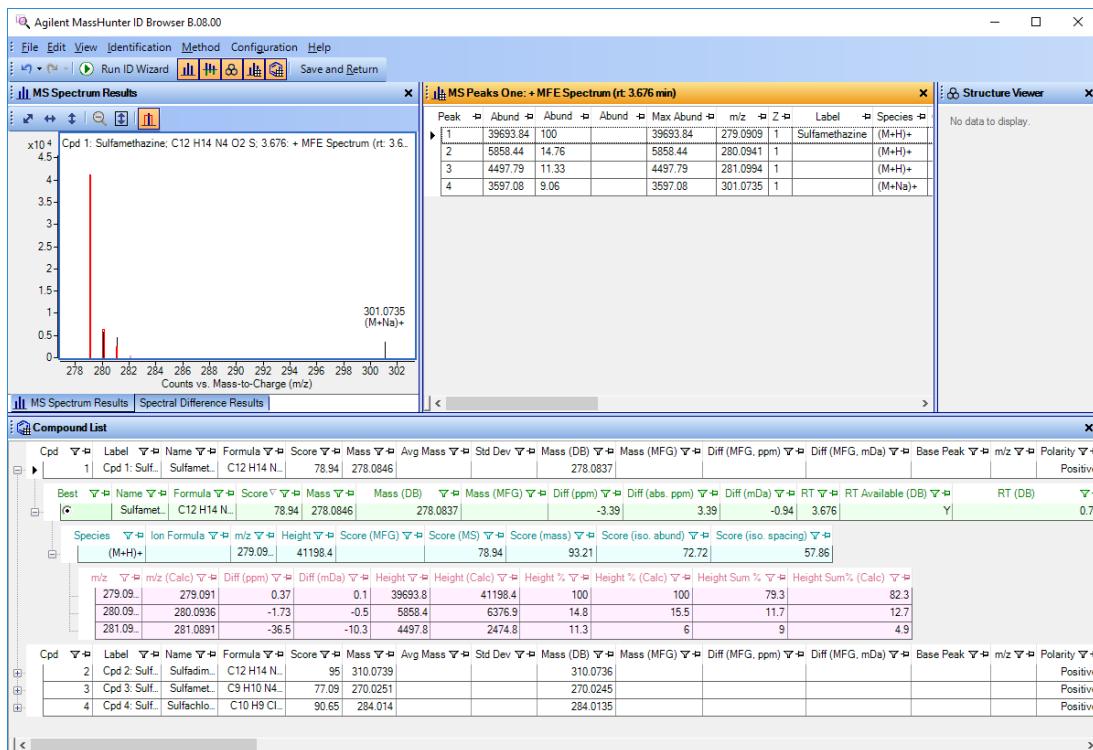 Agilent MassHunter ID Browser B.08.00
File Edit View Identification Method Configuration Help
Run ID Wizard Save and Return
MS Spectrum Results
Cpd 1: Sulfamethazine; C12 H14 N4 O2 S; 3.676: + MFE Spectrum (rt: 3.6..
x10 4
4.5
4
3.5
3
2.5
2
1.5
1
0.5
0
301.0735
(M+Na)+
278 280 282 284 286 288 290 292 294 296 298 300 302
Counts vs. Mass-to-Charge (m/z)
MS Spectrum Results Spectral Difference Results
MS Peaks One: + MFE Spectrum (rt: 3.676 min)
Peak Abund Abund Abund Max Abund m/z Z Label Species
1 39693.84 100 39693.84 279.0909 1 Sulfamethazine (M+H)+
2 5858.44 14.76 5858.44 280.0941 1 (M+H)+
3 4497.79 11.33 4497.79 281.0994 1 (M+H)+
4 3597.08 9.06 3597.08 301.0735 1 (M+Na)+
Structure Viewer
No data to display.
Compound List
Cpd Label Name Formula Score Mass Avg Mass Std Dev Mass (DB) Mass (MFG) Diff (MFG, ppm) Diff (MFG, mDa) Base Peak m/z Polarity
1 Cpd 1: Sulf... Sulfamet... C12 H14 N... 78.94 278.0846 278.0837 Positive
Best Name Formula Score Mass Mass (DB) Mass (MFG) Diff (ppm) Diff (abs. ppm) Diff (mDa) RT RT Available (DB) RT (DB)
Sulfamet... C12 H14 N... 78.94 278.0846 278.0837 -3.39 3.39 -0.94 3.676 Y 0.7
Species Ion Formula m/z Height Score (MFG) Score (MS) Score (mass) Score (iso. abund) Score (iso. spacing)
(M+H)+ 279.09... 41198.4 78.94 93.21 72.72 57.86
m/z m/z (Calc) Diff (ppm) Diff (mDa) Height Height (Calc) Height % Height % (Calc) Height Sum % Height Sum% (Calc)
279.09... 279.091 0.37 0.1 39693.8 41198.4 100 100 79.3 82.3
280.09... 280.0936 -1.73 -0.5 5858.4 6376.9 14.8 15.5 11.7 12.7
281.09... 281.0891 -36.5 -10.3 4497.8 2474.8 11.3 6 9 4.9
Cpd Label Name Formula Score Mass Avg Mass Std Dev Mass (DB) Mass (MFG) Diff (MFG, ppm) Diff (MFG, mDa) Base Peak m/z Polarity
2 Cpd 2: Sulf... Sulfadim... C12 H14 N... 95 310.0739 310.0736 Positive
3 Cpd 3: Sulf... Sulfamet... C9 H10 N4... 77.09 270.0251 270.0245 Positive
4 Cpd 4: Sulf... Sulfachlo... C10 H9 Cl... 90.65 284.014 284.0135 Positive